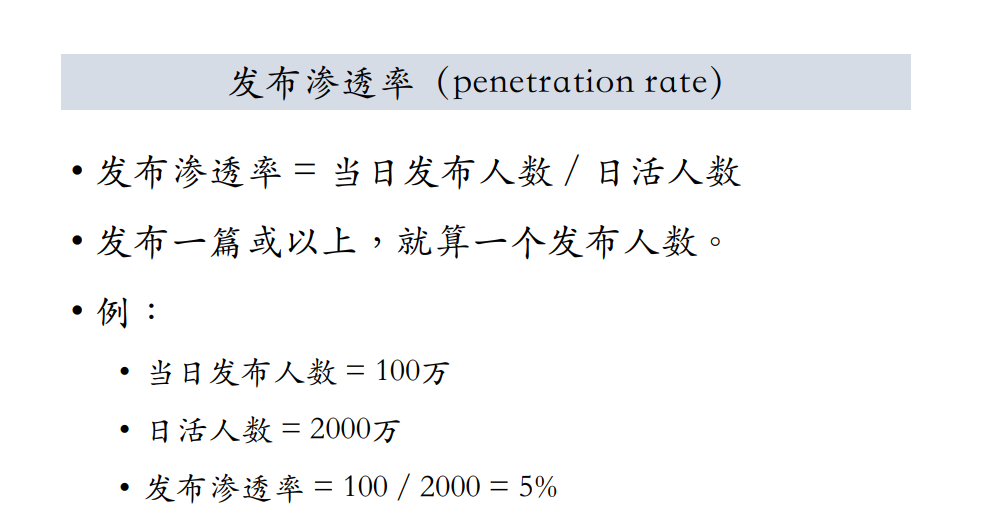 发布渗透率（penetration rate）
• 发布渗透率 = 当日发布人数 / 日活人数
• 发布一篇或以上，就算一个发布人数。
• 例：
• 当日发布人数 = 100万
• 日活人数 = 2000万
• 发布渗透率 = 100 / 2000 = 5%